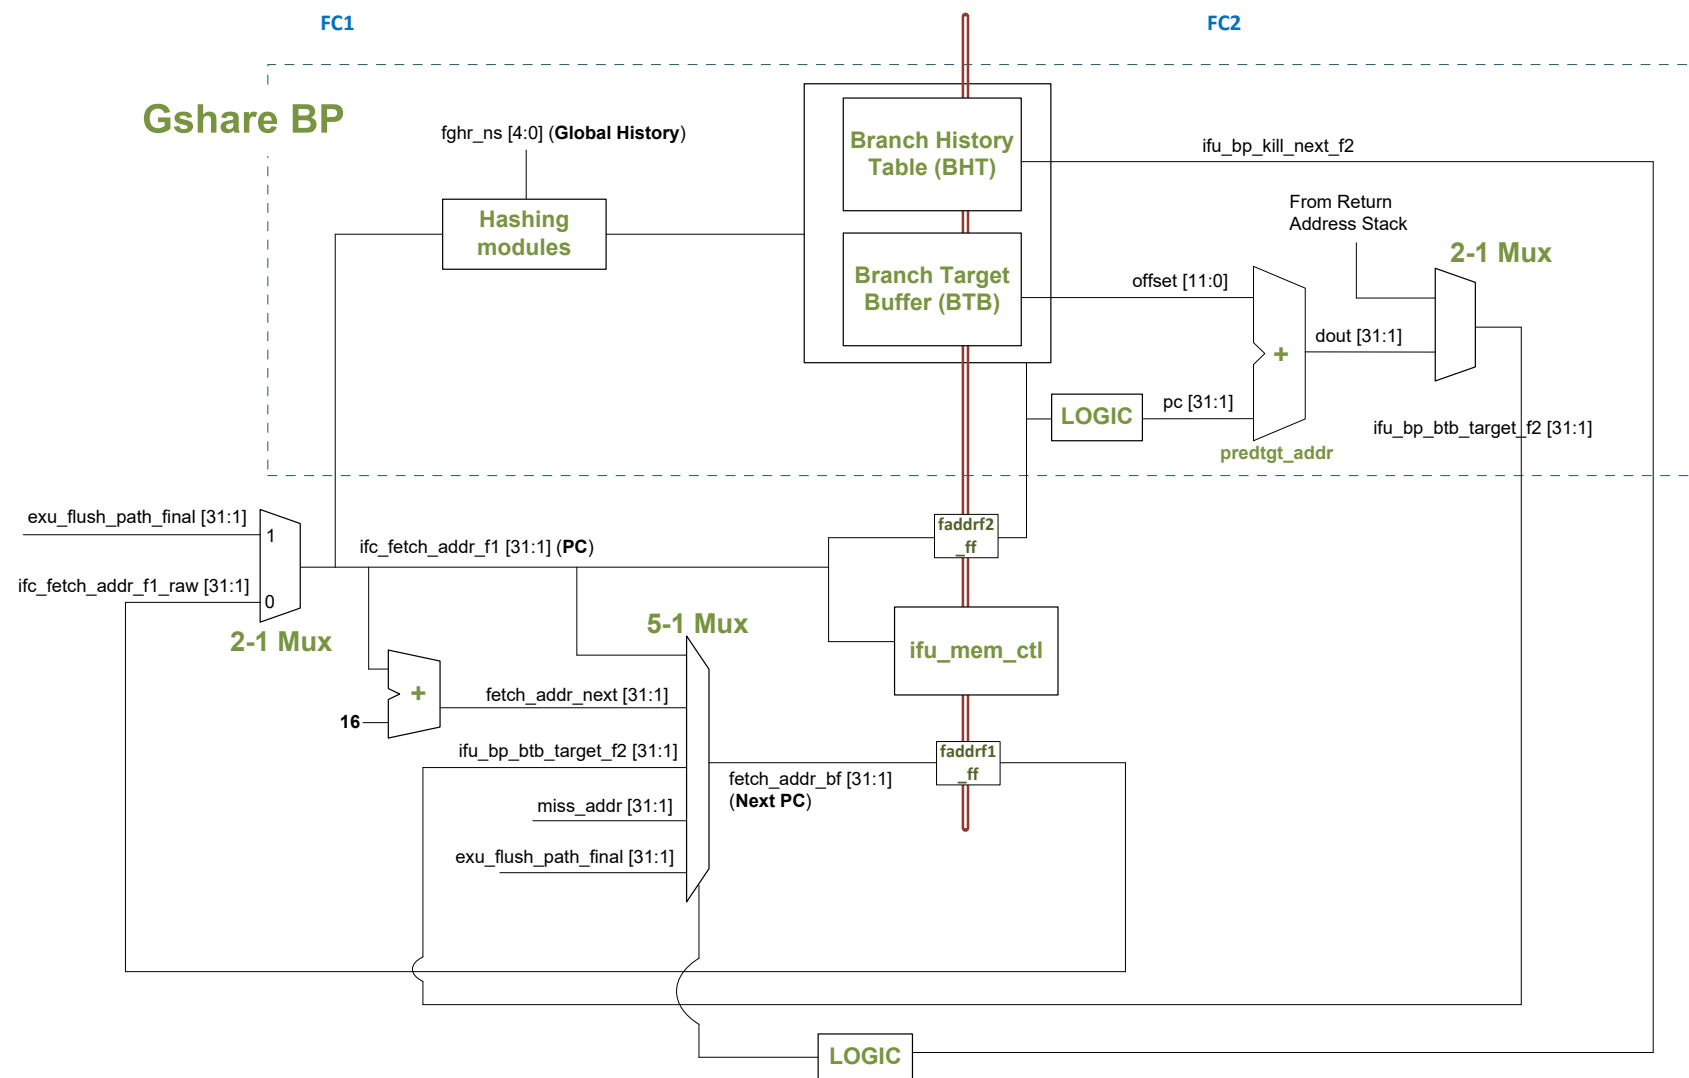 FC1
FC2
Gshare BP
fghr_ns [4:0] (Global History)
Hashing
modules
Branch History
Table (BHT)
Branch Target
Buffer (BTB)
ifu_bp_kill_next_f2
From Return
Address Stack
2-1 Mux
offset [11:0]
dout [31:1]
+
LOGIC
pc [31:1]
predtgt_addr
ifu_bp_btb_target_f2 [31:1]
exu_flush_path_final [31:1]
1
ifc_fetch_addr_f1_raw [31:1]
0
2-1 Mux
ifc_fetch_addr_f1 [31:1] (PC)
faddrf2
_ff
5-1 Mux
ifu_mem_ctl
+
16
fetch_addr_next [31:1]
ifu_bp_btb_target_f2 [31:1]
miss_addr [31:1]
exu_flush_path_final [31:1]
fetch_addr_bf [31:1]
(Next PC)
faddrf1
_ff
LOGIC